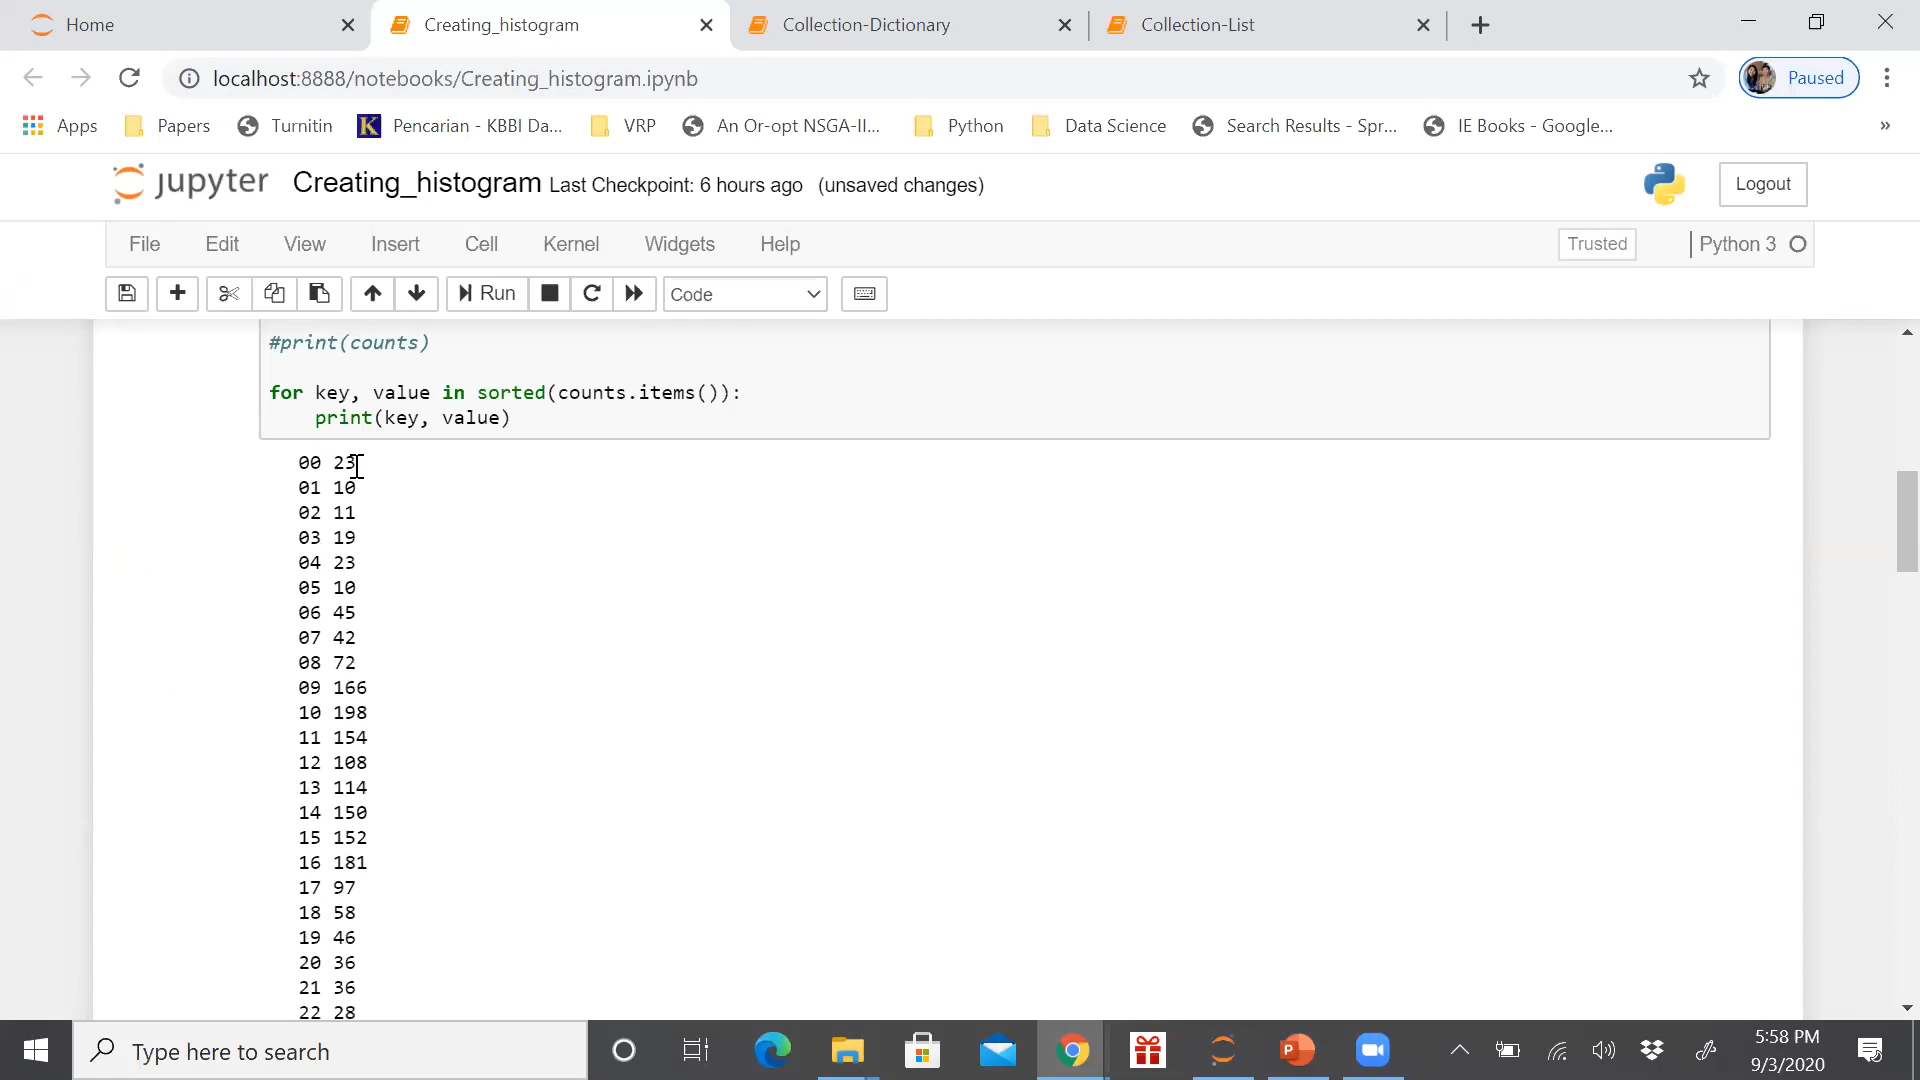 Home
Creating_histogram
Collection-Dictionary
Collection-List
localhost:8888/notebooks/Creating_histogram.ipynb
Paused
Apps
Papers
Turnitin
Pencarian - KBBI Da...
VRP
An Or-opt NSGA-II...
Python
Data Science
Search Results - Spr...
IE Books - Google...
»
jupyter Creating_histogram Last Checkpoint: 6 hours ago (unsaved changes)
Logout
File Edit View Insert Cell Kernel Widgets Help
Trusted
Python 3
Run
Code
#print(counts)
for key, value in sorted(counts.items()):
print(key, value)
00 23
01 10
02 11
03 19
04 23
05 10
06 45
07 42
08 72
09 166
10 198
11 154
12 108
13 114
14 150
15 152
16 181
17 97
18 58
19 46
20 36
21 36
22 28
Type here to search
5:58 PM
9/3/2020